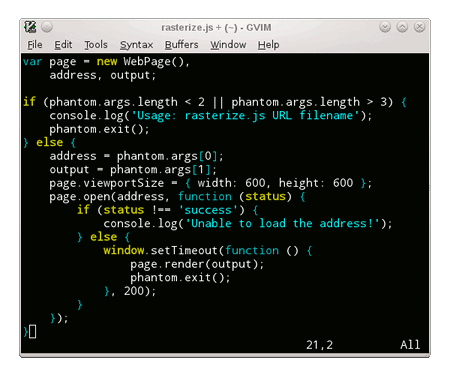 rasterize.js + (~) - GVIM
File Edit Tools Syntax Buffers Window Help
var page = new WebPage(),
    address, output;

if (phantom.args.length < 2 || phantom.args.length > 3) {
    console.log('Usage: rasterize.js URL filename');
    phantom.exit();
} else {
    address = phantom.args[0];
    output = phantom.args[1];
    page.viewportSize = { width: 600, height: 600 };
    page.open(address, function (status) {
        if (status !== 'success') {
            console.log('Unable to load the address!');
        } else {
            window.setTimeout(function () {
                page.render(output);
                phantom.exit();
            }, 200);
        }
    });
}
21,2 All